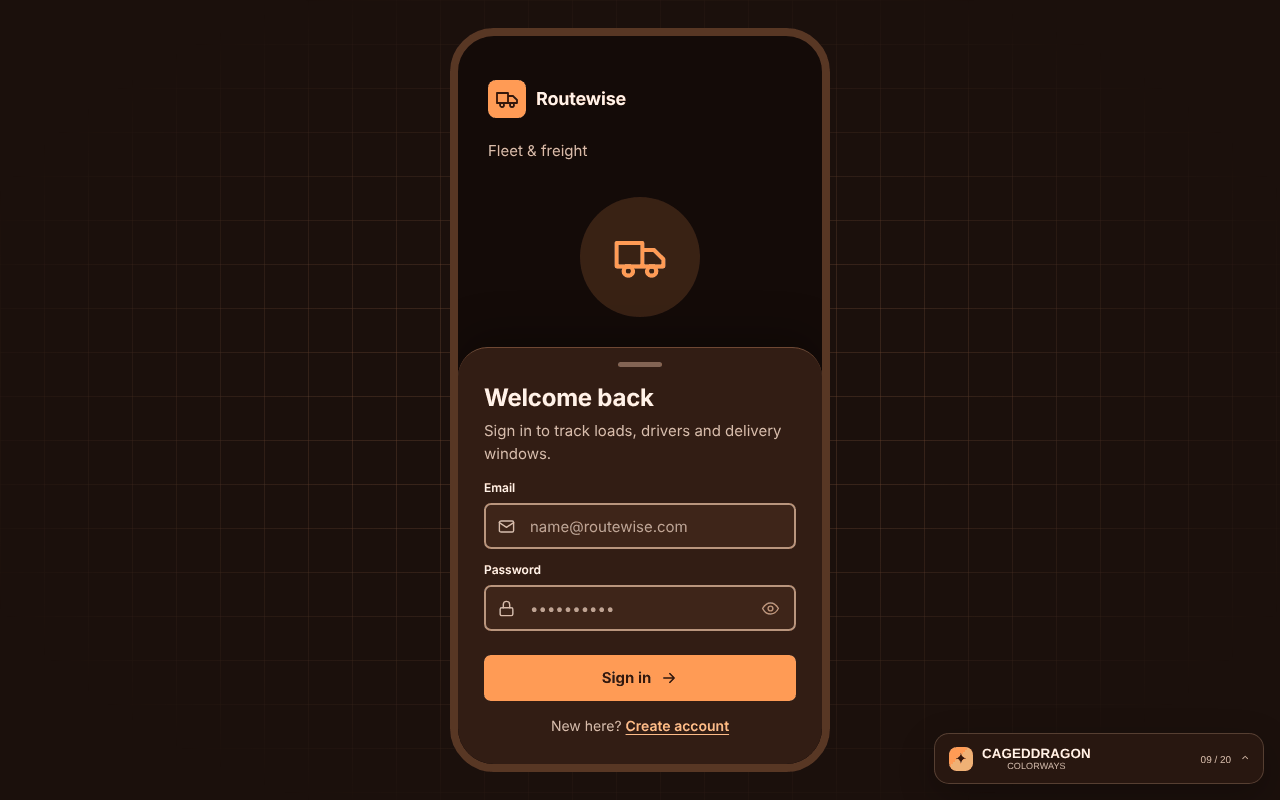 Routewise
Fleet & freight
Welcome back
Sign in to track loads, drivers and delivery
windows.
Email
name@routewise.com
Password
••••••••••
Sign in →
New here? Create account
CAGEDDRAGON
COLORWAYS
09 / 20